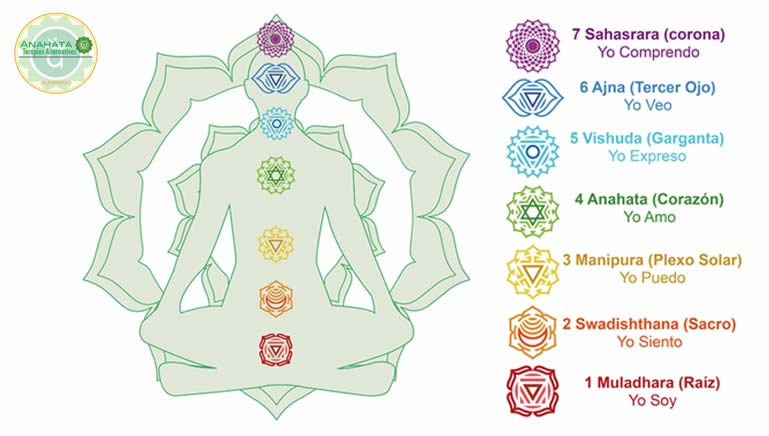 ANAHATA
Terapias Alternativas
7 Sahasrara (corona)
Yo Comprendo
6 Ajna (Tercer Ojo)
Yo Veo
5 Vishuda (Garganta)
Yo Expreso
4 Anahata (Corazón)
Yo Amo
3 Manipura (Plexo Solar)
Yo Puedo
2 Swadishthana (Sacro)
Yo Siento
1 Muladhara (Raíz)
Yo Soy